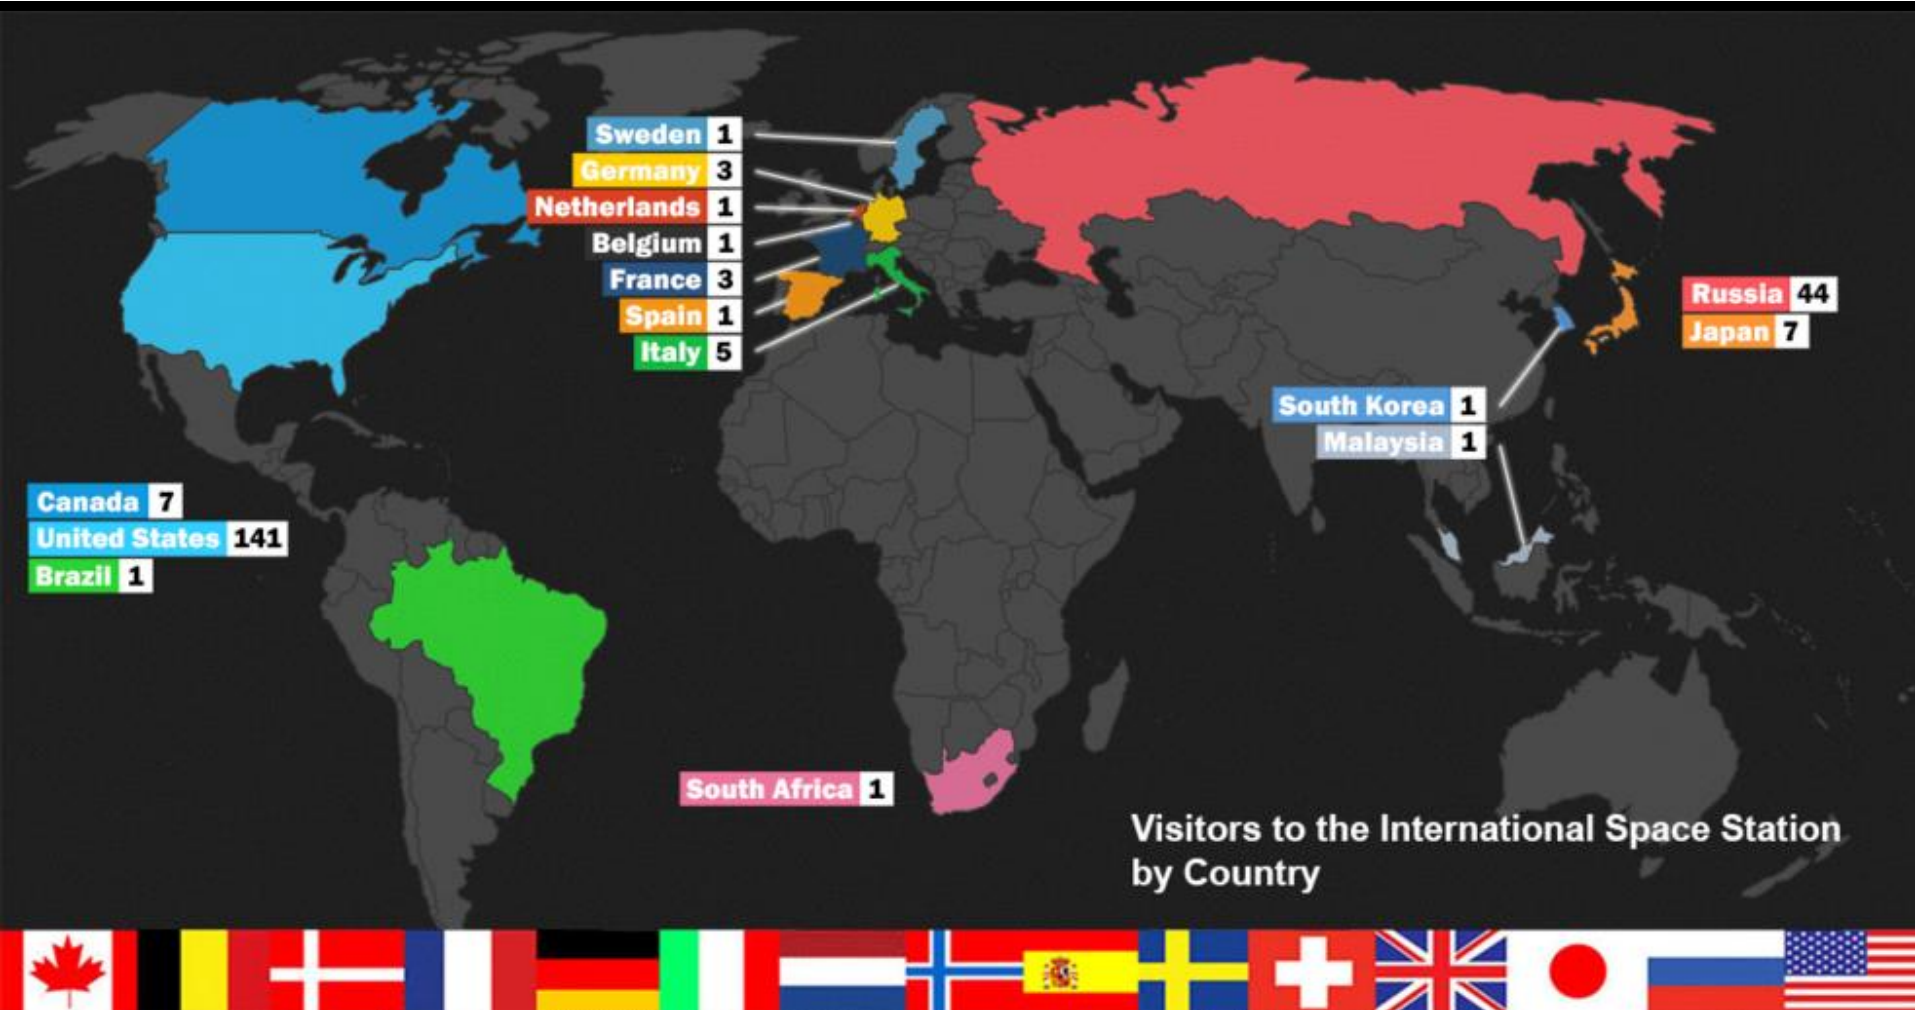 Sweden 1
Germany 3
Netherlands 1
Belgium 1
France 3
Spain 1
Italy 5
Russia 44
Japan 7
South Korea 1
Malaysia 1
Canada 7
United States 141
Brazil 1
South Africa 1
Visitors to the International Space Station
by Country